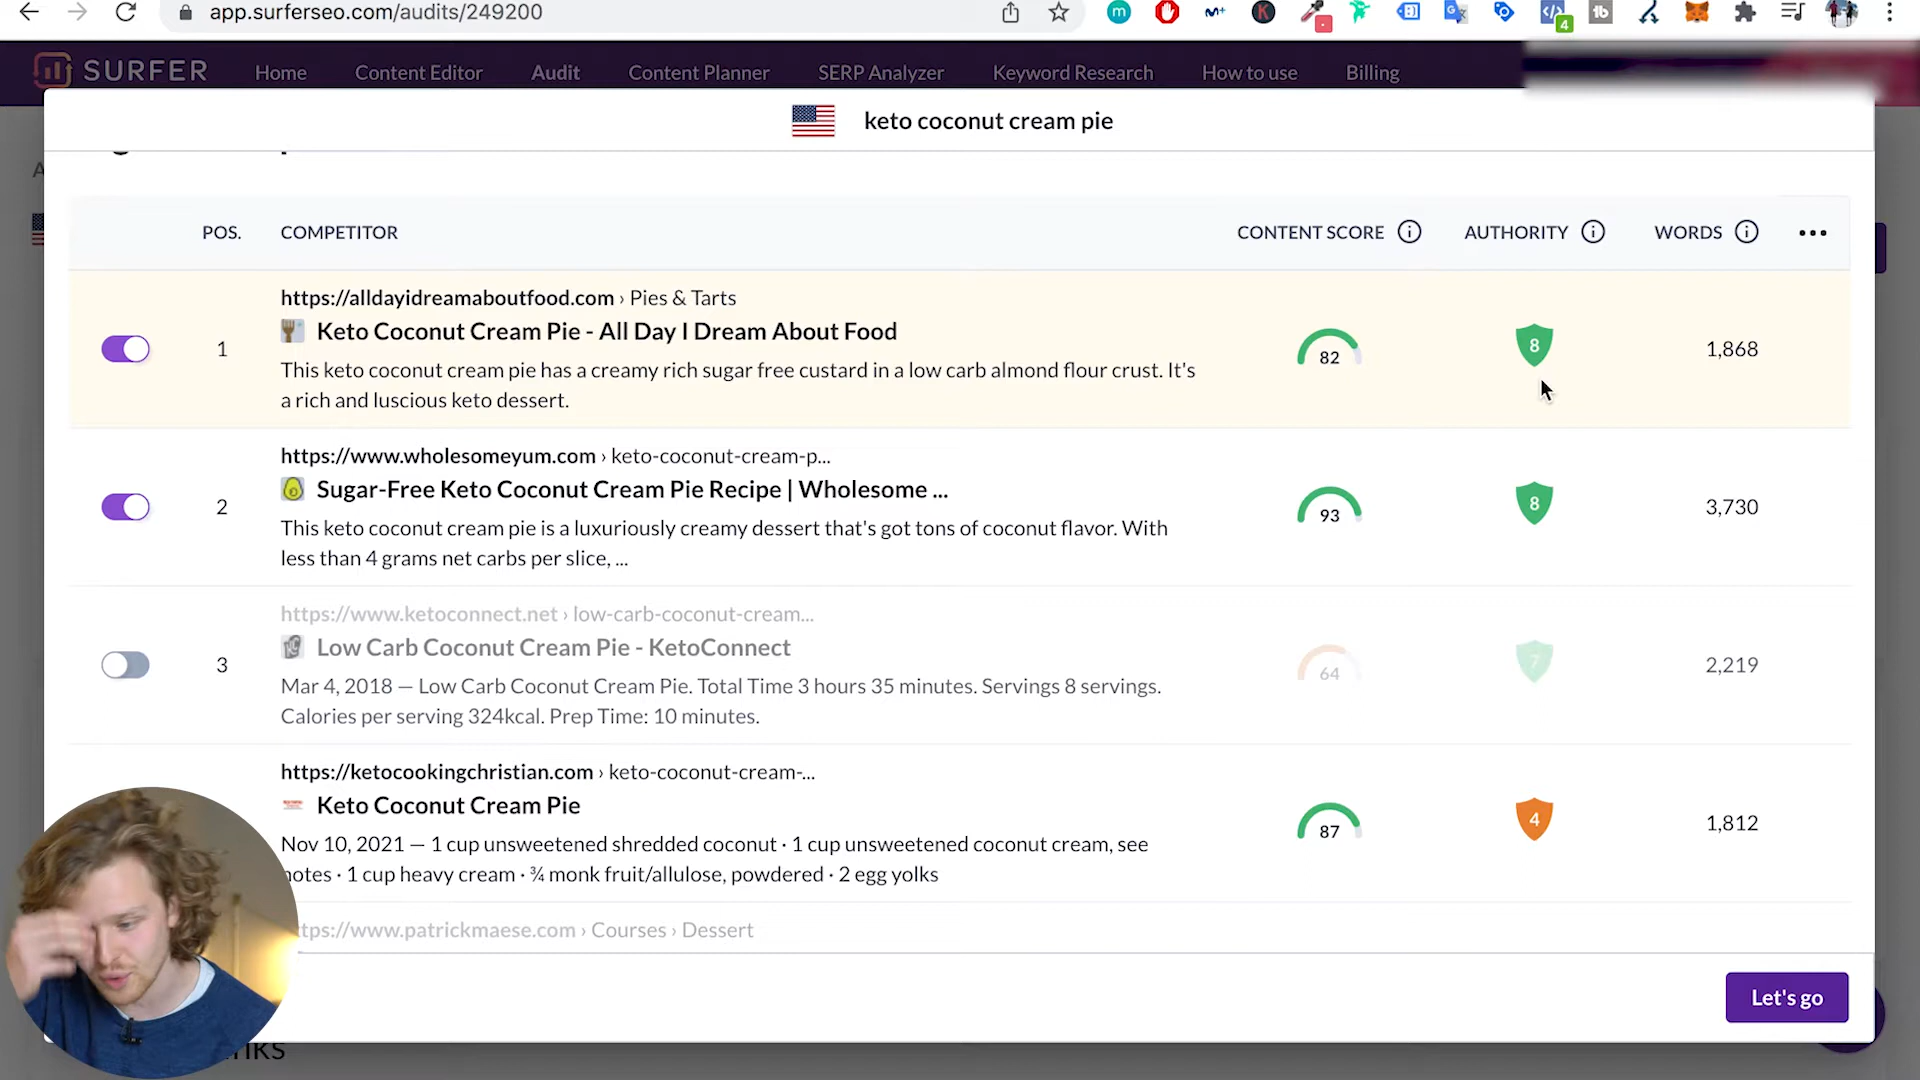 app.surferseo.com/audits/249200
4
SURFER
Home
Content Editor
Audit
Content Planner
SERP Analyzer
Keyword Research
How to use
Billing
keto coconut cream pie
POS.
COMPETITOR
CONTENT SCORE
AUTHORITY
WORDS
https://alldayidreamaboutfood.com › Pies & Tarts
1
Keto Coconut Cream Pie - All Day I Dream About Food
82
8
1,868
This keto coconut cream pie has a creamy rich sugar free custard in a low carb almond flour crust. It's
a rich and luscious keto dessert.
https://www.wholesomeyum.com › keto-coconut-cream-p...
2
Sugar-Free Keto Coconut Cream Pie Recipe | Wholesome ...
93
8
3,730
This keto coconut cream pie is a luxuriously creamy dessert that's got tons of coconut flavor. With
less than 4 grams net carbs per slice, ...
https://www.ketoconnect.net › low-carb-coconut-cream...
3
Low Carb Coconut Cream Pie - KetoConnect
64
7
2,219
Mar 4, 2018 — Low Carb Coconut Cream Pie. Total Time 3 hours 35 minutes. Servings 8 servings.
Calories per serving 324kcal. Prep Time: 10 minutes.
https://ketocookingchristian.com › keto-coconut-cream-...
Keto Coconut Cream Pie
87
4
1,812
Nov 10, 2021 — 1 cup unsweetened shredded coconut · 1 cup unsweetened coconut cream, see
notes · 1 cup heavy cream · ¾ monk fruit/allulose, powdered · 2 egg yolks
ttps://www.patrickmaese.com › Courses › Dessert
Let's go